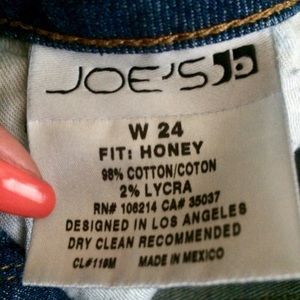 JOE'S
W 24
FIT: HONEY
98% COTTON/COTON
2% LYCRA
RN# 106214 CA# 35037
DESIGNED IN LOS ANGELES
DRY CLEAN RECOMMENDED
CL#119M MADE IN MEXICO